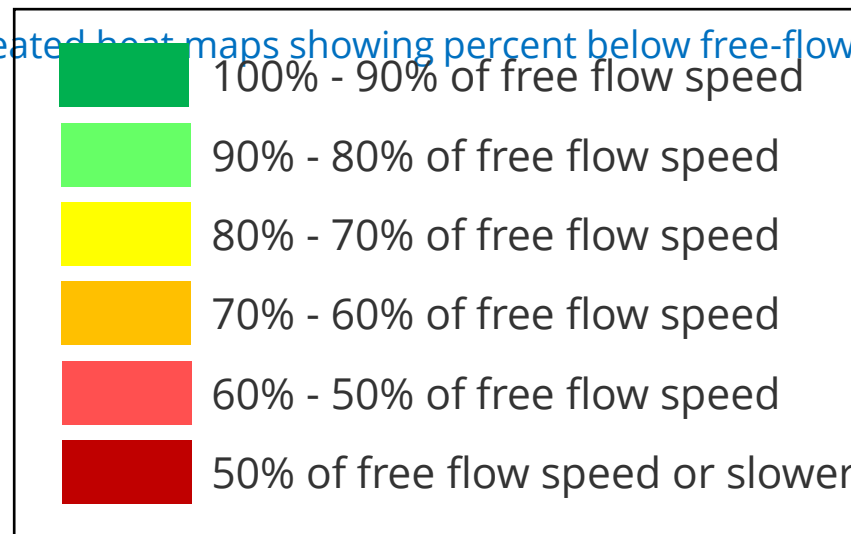 eated heat maps showing percent below free-flow
100% - 90% of free flow speed
90% - 80% of free flow speed
80% - 70% of free flow speed
70% - 60% of free flow speed
60% - 50% of free flow speed
50% of free flow speed or slower